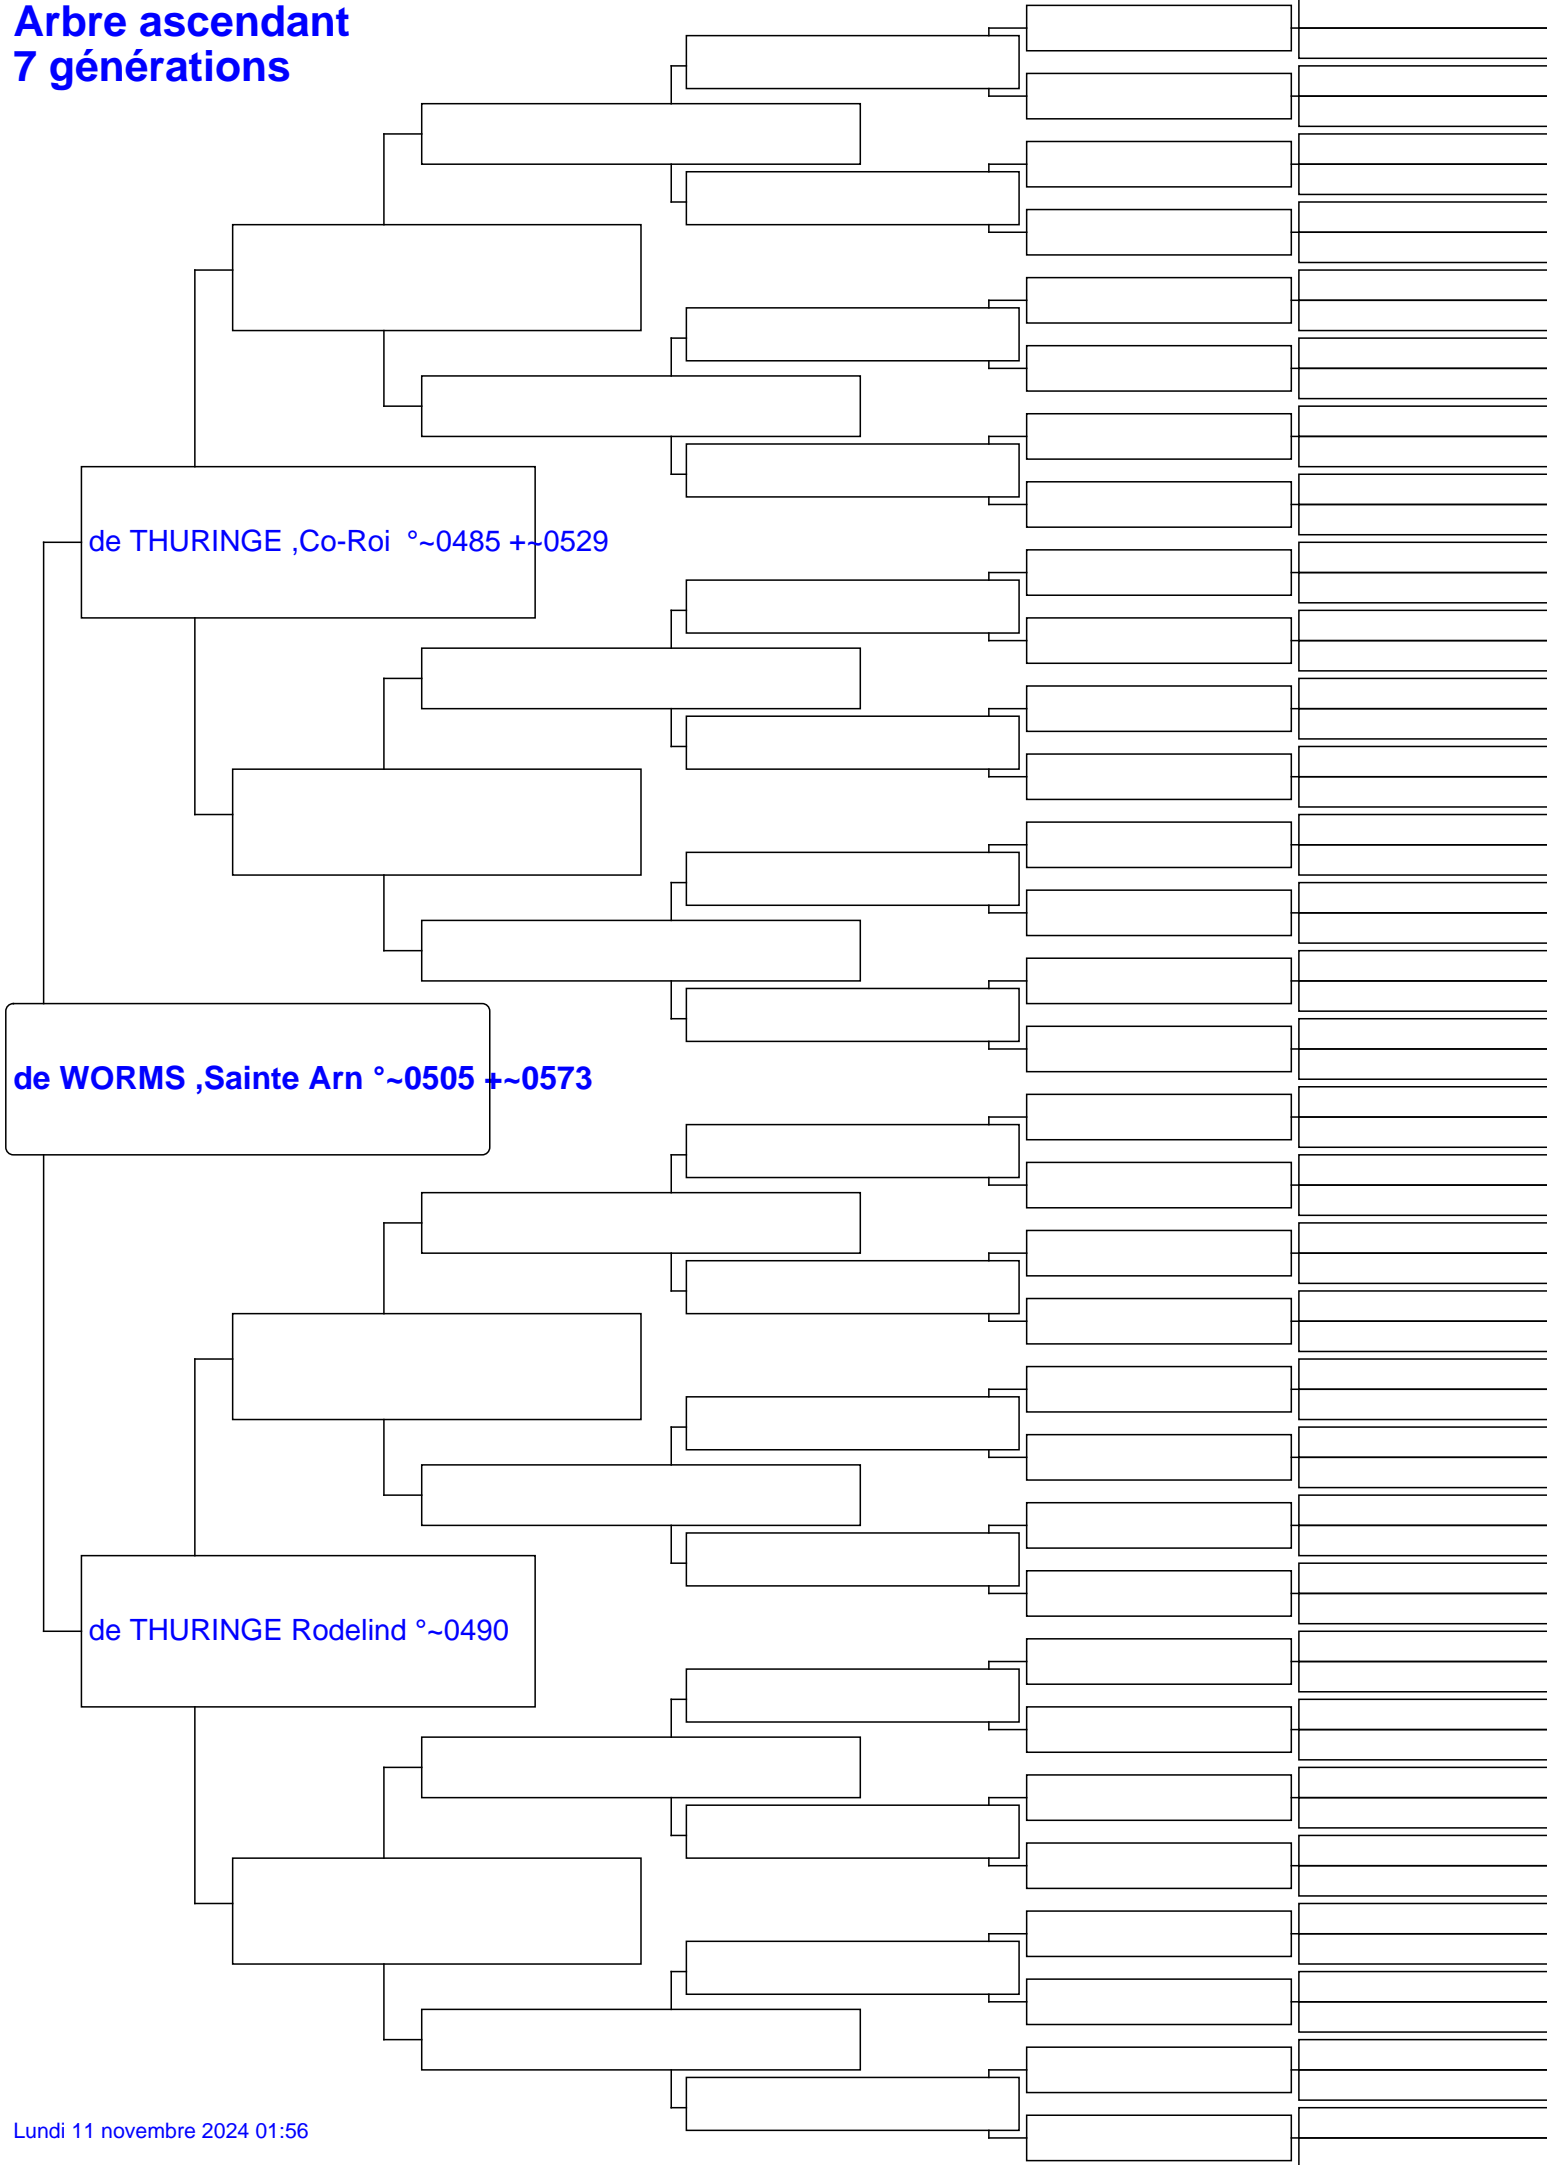 Arbre ascendant
7 générations
de THURINGE ,Co-Roi °~0485 +~0529
de WORMS ,Sainte Arn °~0505 +~0573
de THURINGE Rodelind °~0490
Lundi 11 novembre 2024 01:56